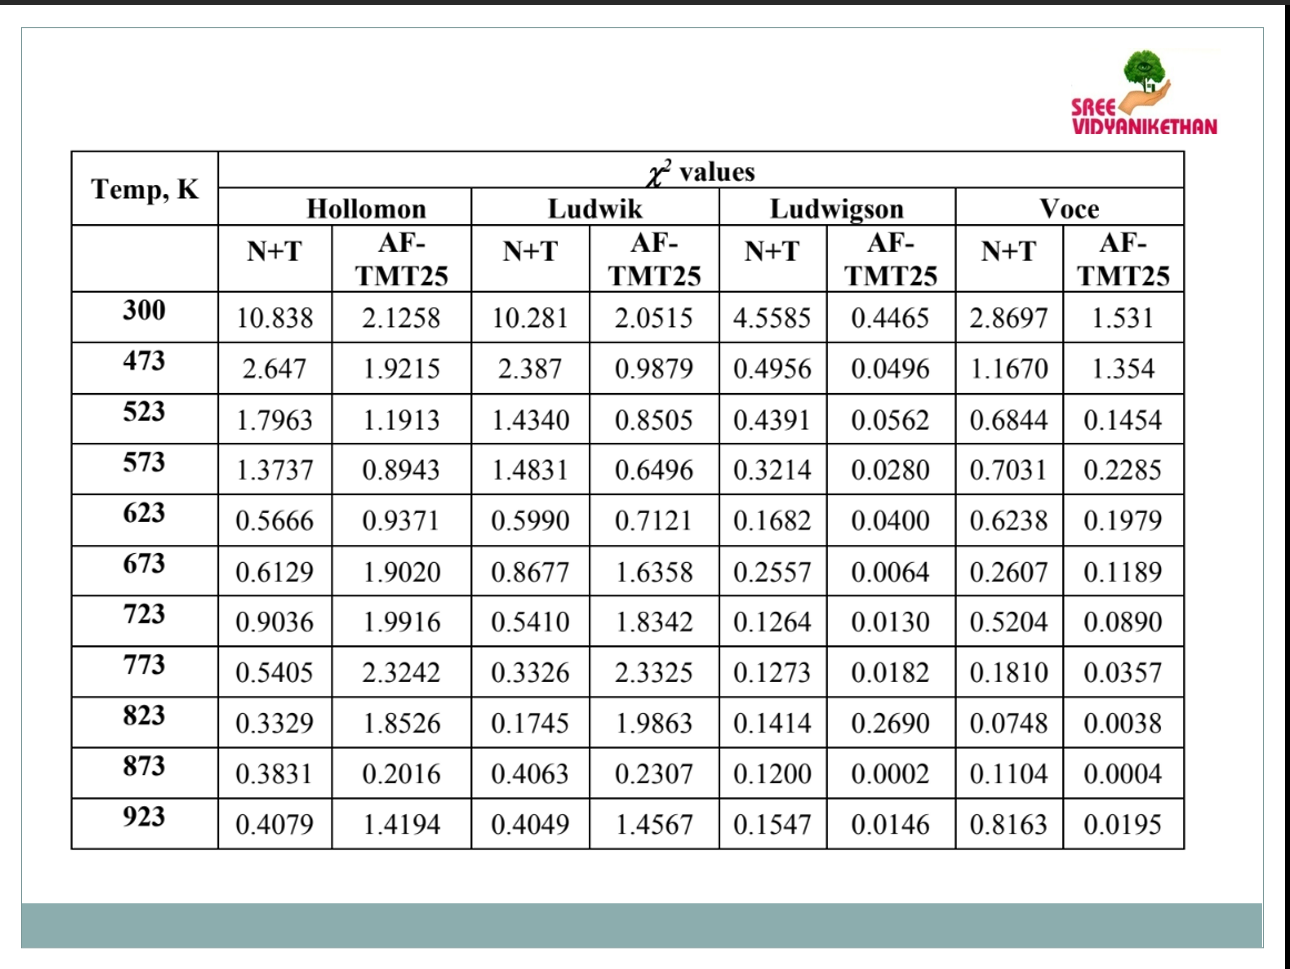 SREE
VIDYANIKETHAN
Temp, K χ² values
Hollomon Ludwik Ludwigson Voce
N+T AF-TMT25 N+T AF-TMT25 N+T AF-TMT25 N+T AF-TMT25
300 10.838 2.1258 10.281 2.0515 4.5585 0.4465 2.8697 1.531
473 2.647 1.9215 2.387 0.9879 0.4956 0.0496 1.1670 1.354
523 1.7963 1.1913 1.4340 0.8505 0.4391 0.0562 0.6844 0.1454
573 1.3737 0.8943 1.4831 0.6496 0.3214 0.0280 0.7031 0.2285
623 0.5666 0.9371 0.5990 0.7121 0.1682 0.0400 0.6238 0.1979
673 0.6129 1.9020 0.8677 1.6358 0.2557 0.0064 0.2607 0.1189
723 0.9036 1.9916 0.5410 1.8342 0.1264 0.0130 0.5204 0.0890
773 0.5405 2.3242 0.3326 2.3325 0.1273 0.0182 0.1810 0.0357
823 0.3329 1.8526 0.1745 1.9863 0.1414 0.2690 0.0748 0.0038
873 0.3831 0.2016 0.4063 0.2307 0.1200 0.0002 0.1104 0.0004
923 0.4079 1.4194 0.4049 1.4567 0.1547 0.0146 0.8163 0.0195